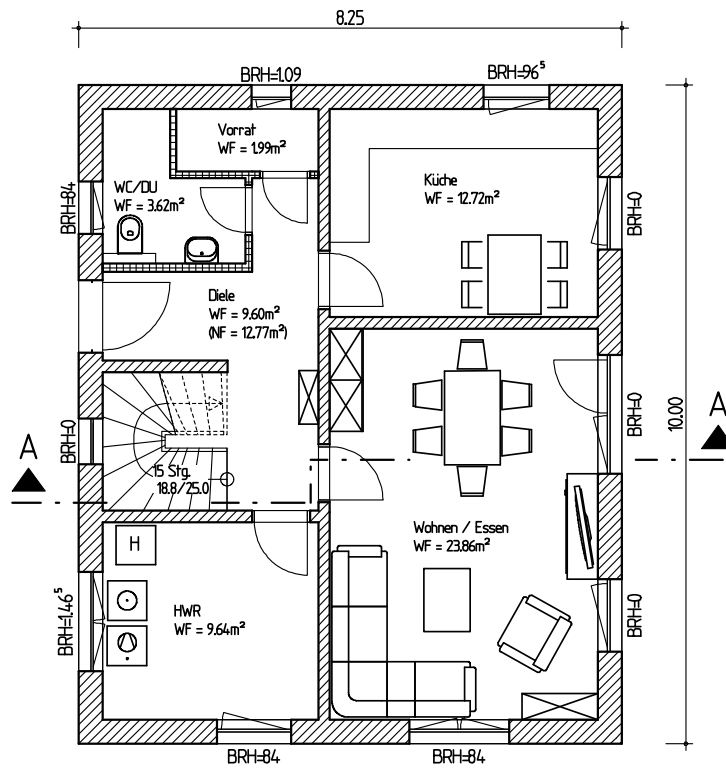 8.25
BRH=1.09
BRH=96⁵
Vorrat
WF = 1.99m²
WC/DU
WF = 3.62m²
BRH=84
Küche
WF = 12.72m²
BRH=0
Diele
WF = 9.60m²
(NF = 12.77m²)
BRH=0
BRH=0
10.00
A
A
15 Stg.
18.8/25.0
H
Wohnen / Essen
WF = 23.86m²
BRH=1.46⁵
HWR
WF = 9.64m²
BRH=0
BRH=84
BRH=84